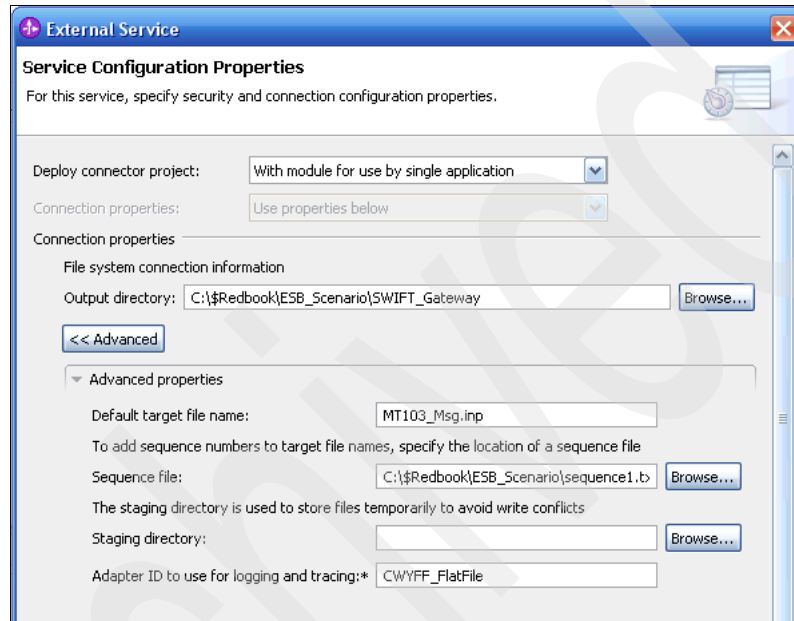 External Service
Service Configuration Properties
For this service, specify security and connection configuration properties.
Deploy connector project: With module for use by single application
Connection properties: Use properties below
Connection properties
File system connection information
Output directory: C:\$Redbook\ESB_Scenario\SWIFT_Gateway Browse...
<< Advanced
Advanced properties
Default target file name: MT103_Msg.inp
To add sequence numbers to target file names, specify the location of a sequence file
Sequence file: C:\$Redbook\ESB_Scenario\sequence1.t Browse...
The staging directory is used to store files temporarily to avoid write conflicts
Staging directory: Browse...
Adapter ID to use for logging and tracing:* CWYFF_FlatFile